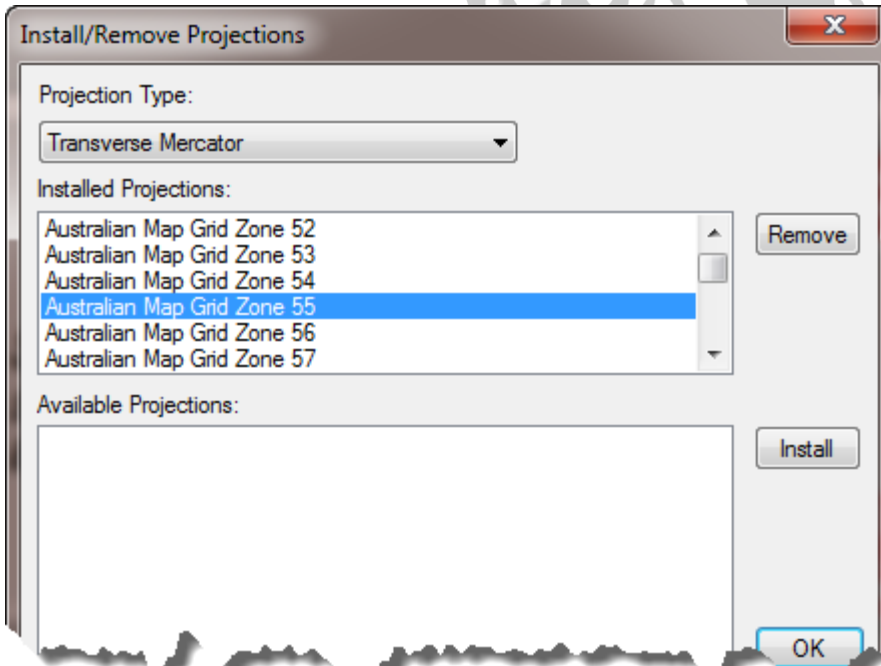 Install/Remove Projections
Projection Type:
Transverse Mercator
Installed Projections:
Australian Map Grid Zone 52
Australian Map Grid Zone 53
Australian Map Grid Zone 54
Australian Map Grid Zone 55
Australian Map Grid Zone 56
Australian Map Grid Zone 57
Remove
Available Projections:
Install
OK